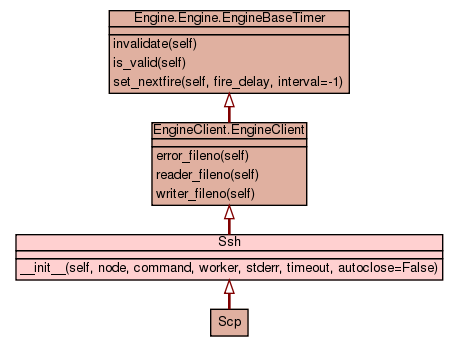 Engine.Engine.EngineBaseTimer
invalidate(self)
is_valid(self)
set_nextfire(self, fire_delay, interval=-1)
EngineClient.EngineClient
error_fileno(self)
reader_fileno(self)
writer_fileno(self)
Ssh
__init__(self, node, command, worker, stderr, timeout, autoclose=False)
Scp